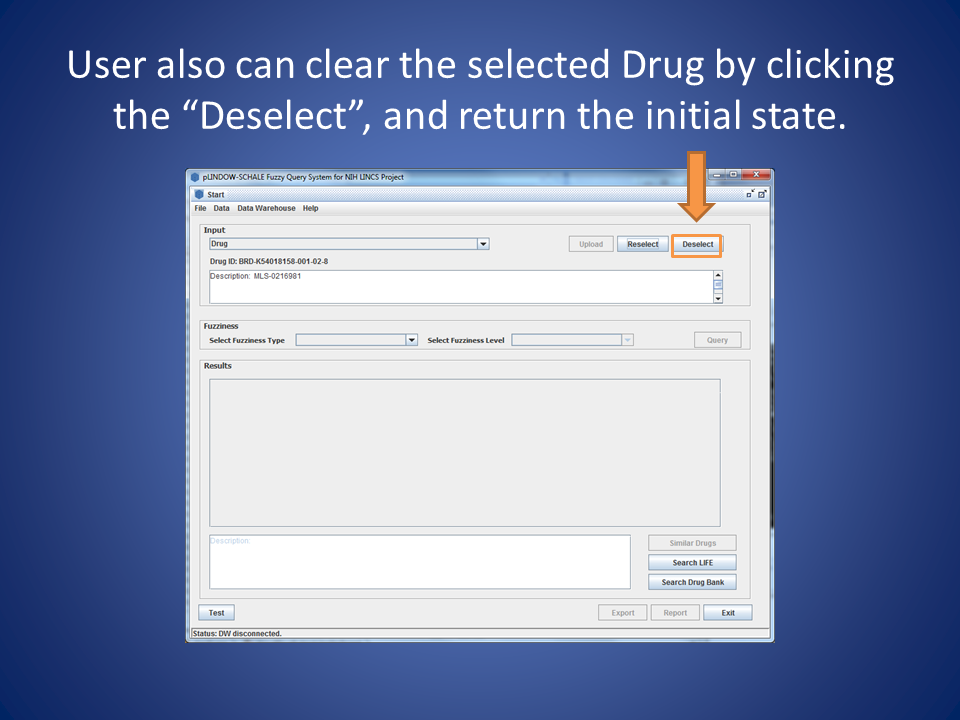 User also can clear the selected Drug by clicking
the “Deselect”, and return the initial state.
pLINDOW-SCHALE Fuzzy Query System for NIH LINCS Project
Start
File Data Data Warehouse Help
Input
Drug Upload Reselect Deselect
Drug ID: BRD-K54018158-001-02-8
Description: MLS-0216981
Fuzziness
Select Fuzziness Type Select Fuzziness Level Query
Results
Description:
Similar Drugs
Search LIFE
Search Drug Bank
Test Export Report Exit
Status: DW disconnected.